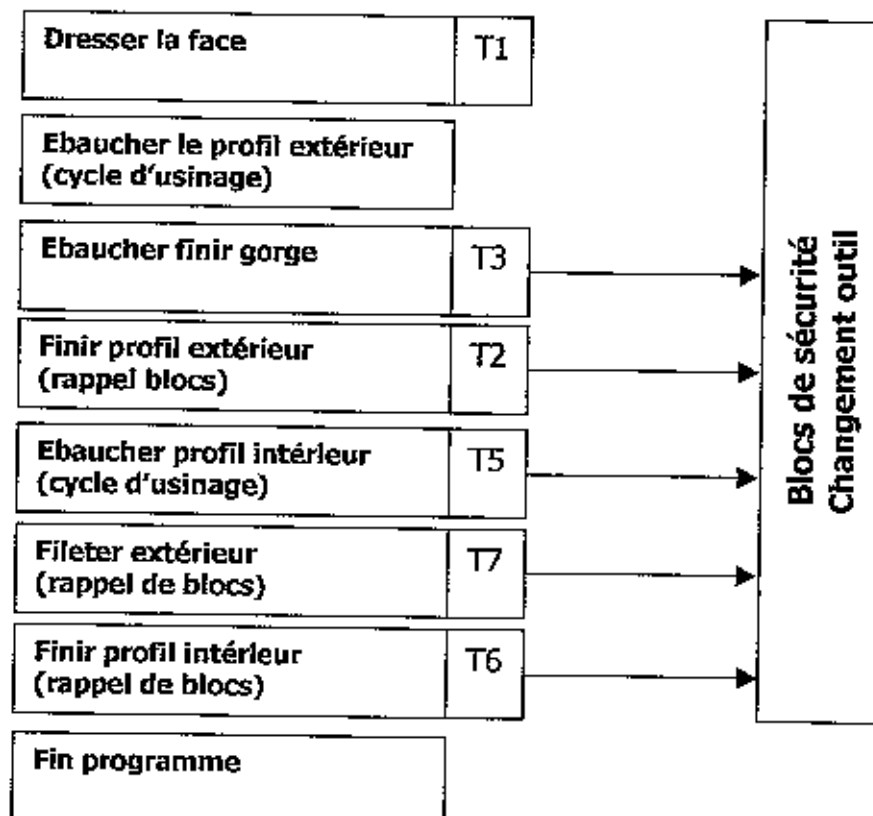 Dresser la face
T1
Ebaucher le profil extérieur
(cycle d'usinage)
Ebaucher finir gorge
T3
Finir profil extérieur
(rappel blocs)
T2
Ebaucher profil intérieur
(cycle d'usinage)
T5
Fileter extérieur
(rappel de blocs)
T7
Finir profil intérieur
(rappel de blocs)
T6
Fin programme
Blocs de sécurité
Changement outil